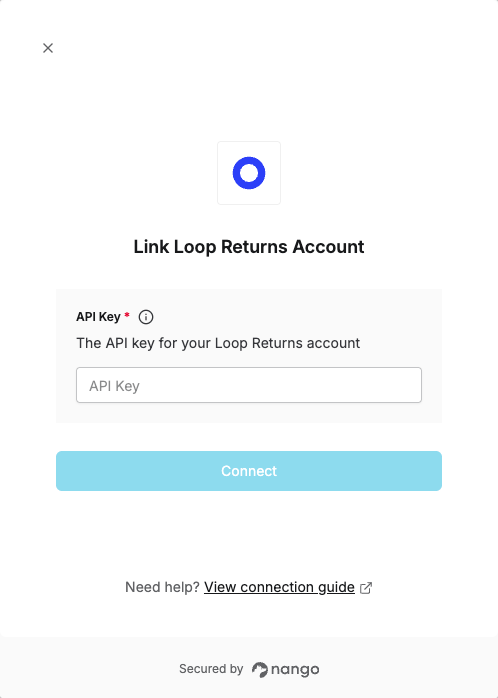 Link Loop Returns Account
API Key *
The API key for your Loop Returns account
API Key
Connect
Need help? View connection guide
Secured by nango